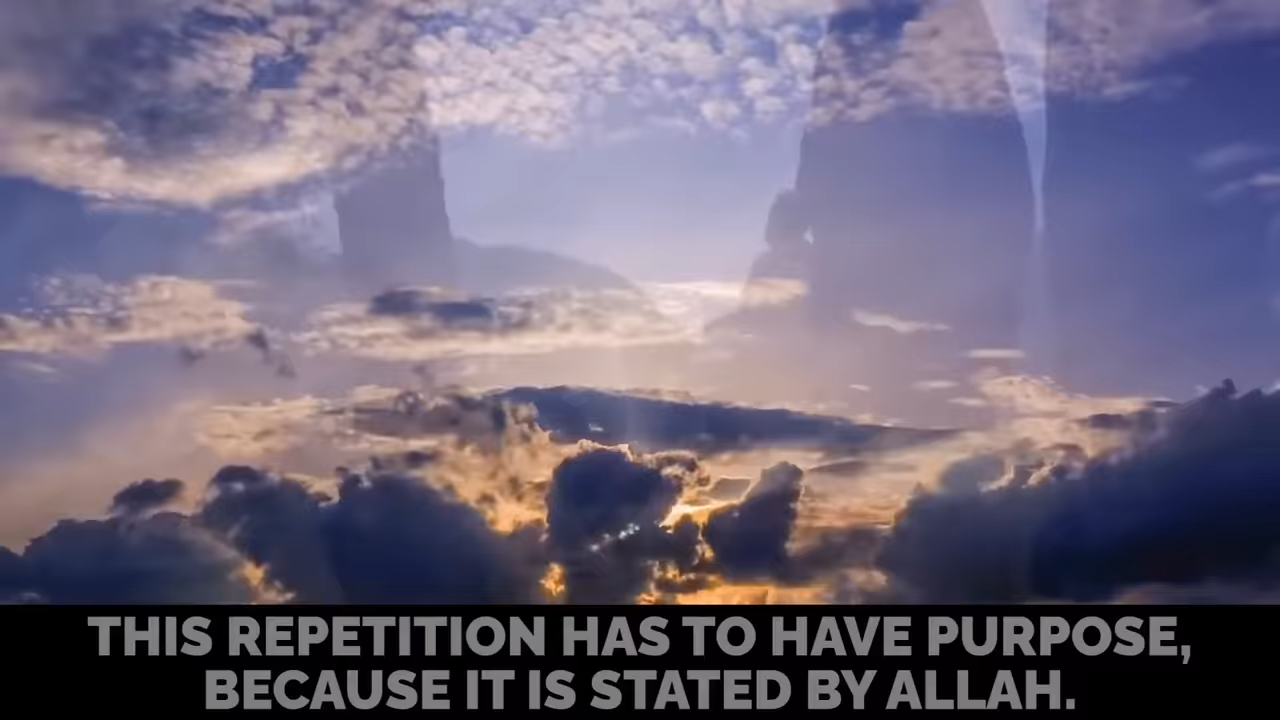 THIS REPETITION HAS TO HAVE PURPOSE,
BECAUSE IT IS STATED BY ALLAH.